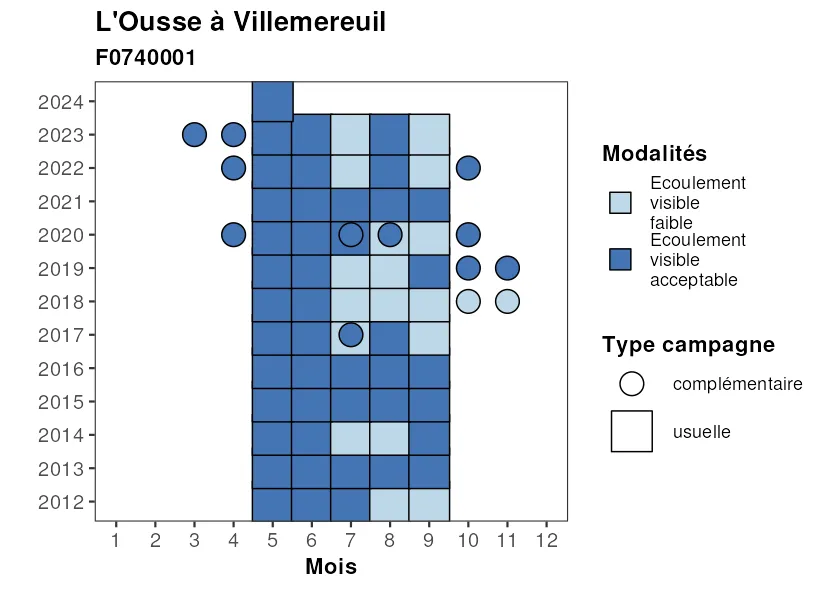 L'Ousse à Villemereuil
F0740001
2024
2023
2022
2021
2020
2019
2018
2017
2016
2015
2014
2013
2012
1 2 3 4 5 6 7 8 9 10 11 12
Mois
Modalités
Ecoulement
visible
faible
Ecoulement
visible
acceptable
Type campagne
complémentaire
usuelle